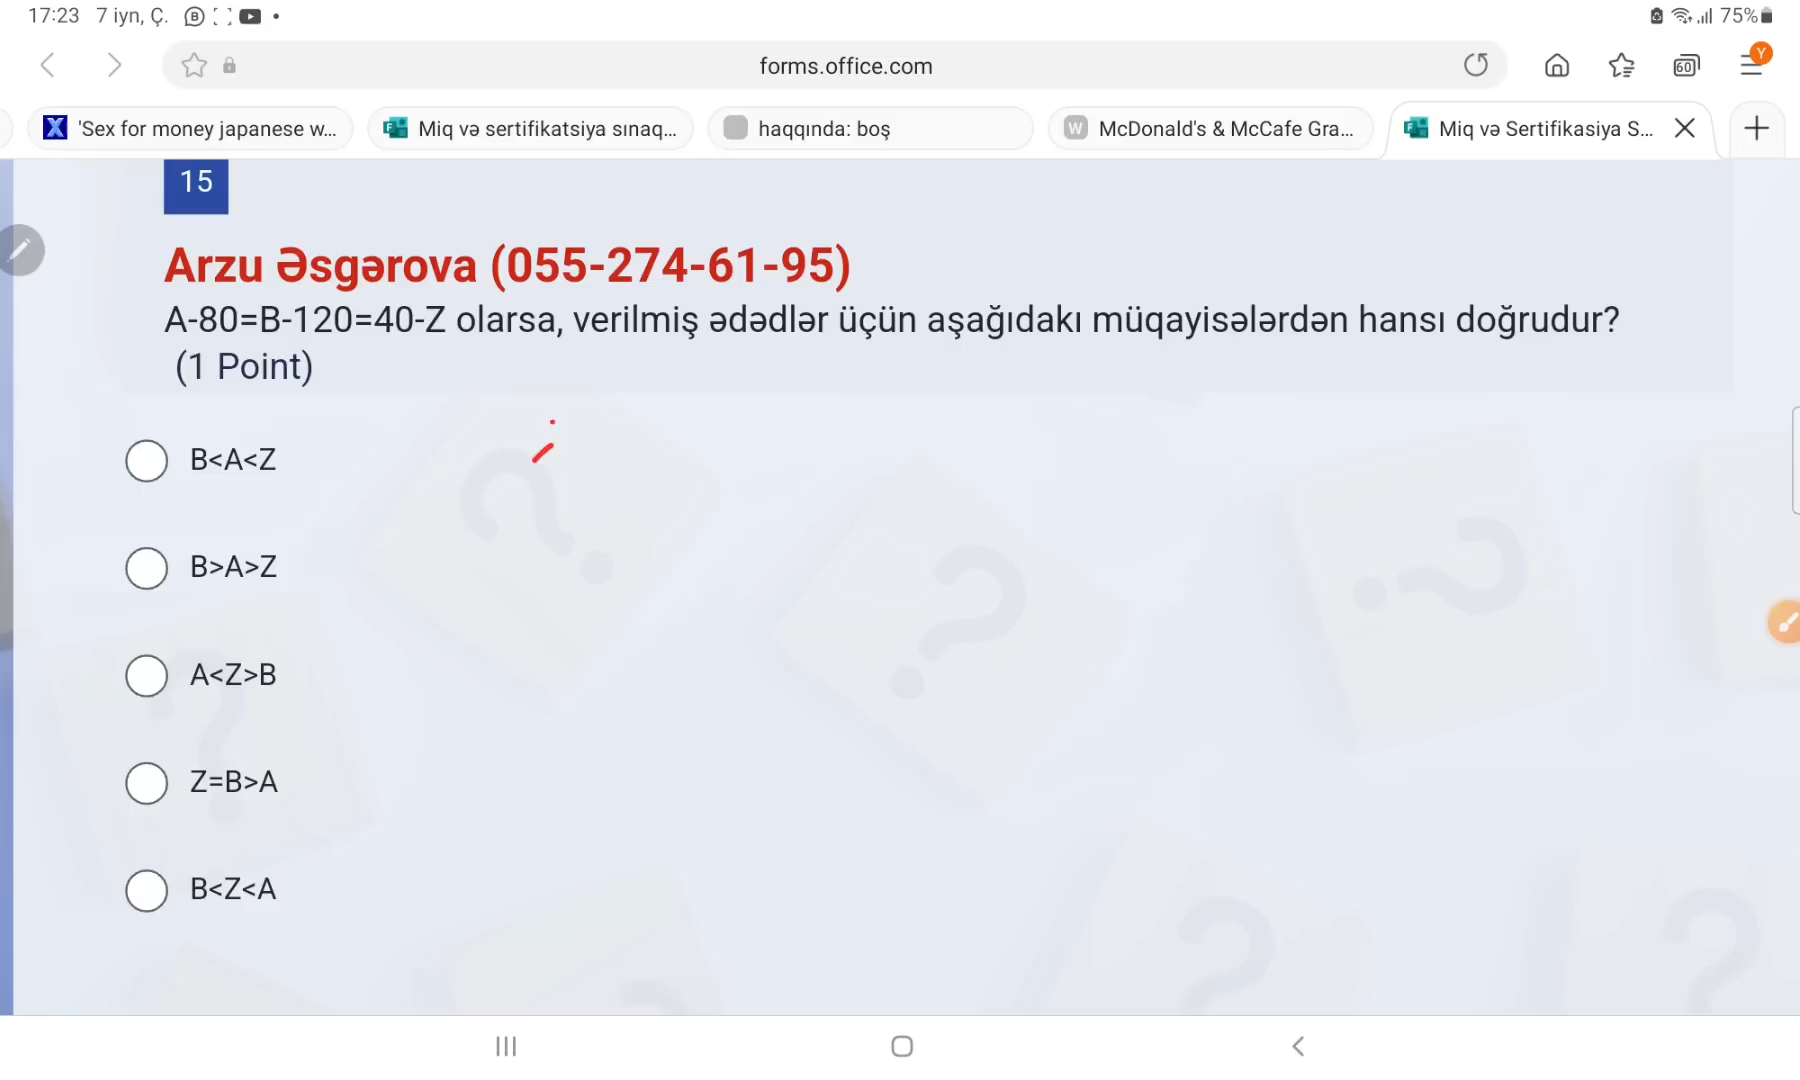 17:23 7 iyn, Ç.
75%
forms.office.com
60
Y
'Sex for money japanese w...
Miq və sertifikatsiya sınaq...
haqqında: boş
W McDonald's & McCafe Gra...
Miq və Sertifikasiya S...
15
Arzu Əsgərova (055-274-61-95)
A-80=B-120=40-Z olarsa, verilmiş ədədlər üçün aşağıdakı müqayisələrdən hansı doğrudur?
(1 Point)
B<A<Z
B>A>Z
A<Z>B
Z=B>A
B<Z<A